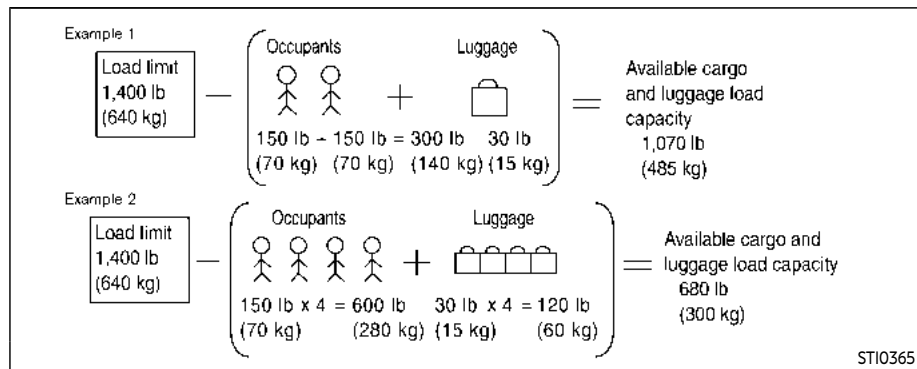 Example 1
Occupants Luggage
Load limit
1,400 lb
(640 kg)
Available cargo
and luggage load
capacity
1,070 lb
(485 kg)
150 lb + 150 lb = 300 lb 30 lb
(70 kg) (70 kg) (140 kg) (15 kg)
Example 2
Occupants Luggage
Load limit
1,400 lb
(640 kg)
Available cargo and
luggage load capacity
680 lb
(300 kg)
150 lb x 4 = 600 lb 30 lb x 4 = 120 lb
(70 kg) (280 kg) (15 kg) (60 kg)
STI0365